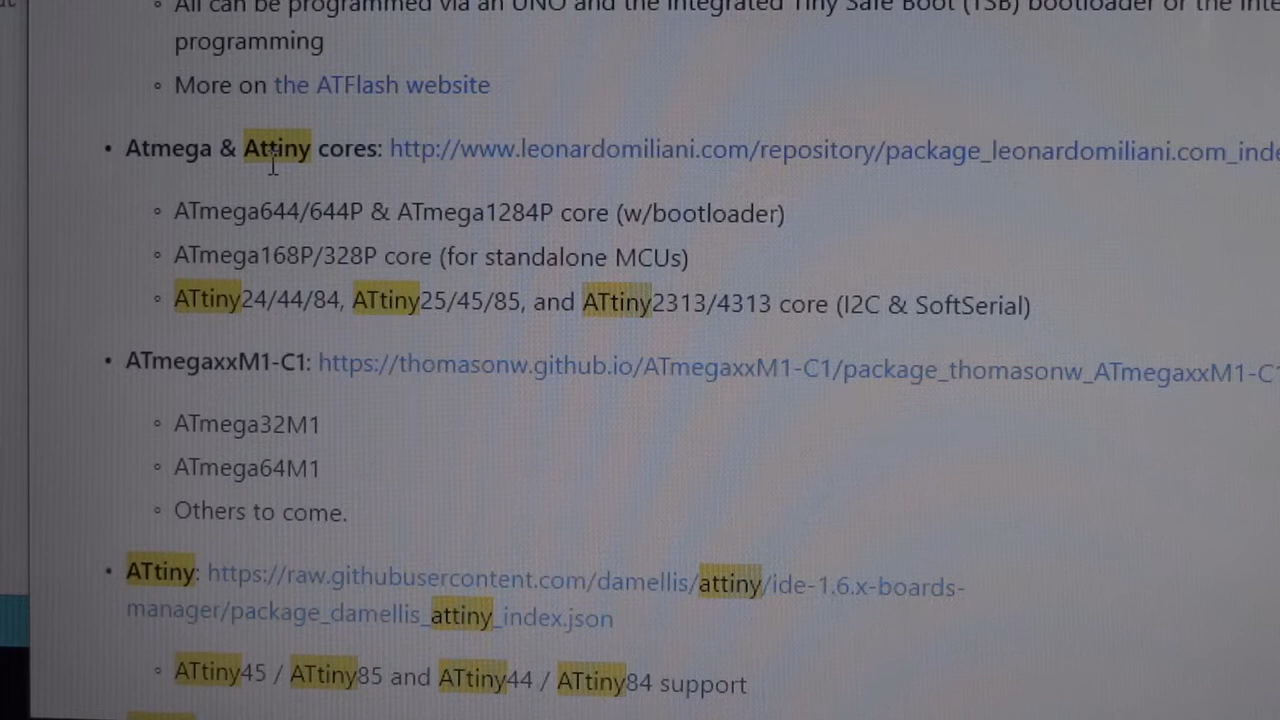 All can be programmed via an UNO and the integrated Tiny Safe Boot (TSB) bootloader or the
programming
More on the ATFlash website
Atmega & Attiny cores: http://www.leonardomiliani.com/repository/package_leonardomiliani.com_inde
ATmega644/644P & ATmega1284P core (w/bootloader)
ATmega168P/328P core (for standalone MCUs)
ATtiny24/44/84, ATtiny25/45/85, and ATtiny2313/4313 core (I2C & SoftSerial)
ATmegaxxM1-C1: https://thomasonw.github.io/ATmegaxxM1-C1/package_thomasonw_ATmegaxxM1-C1
ATmega32M1
ATmega64M1
Others to come.
ATtiny: https://raw.githubusercontent.com/damellis/attiny/ide-1.6.x-boards-
manager/package_damellis_attiny_index.json
ATtiny45 / ATtiny85 and ATtiny44 / ATtiny84 support